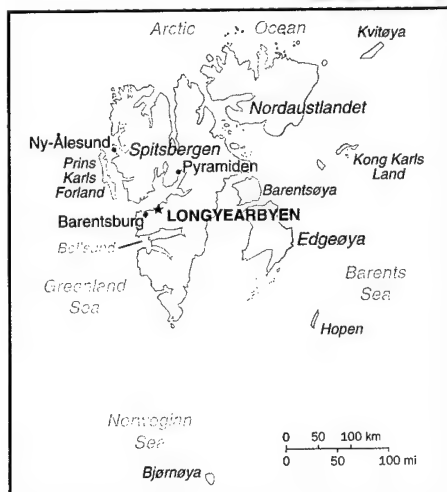 Arctic Ocean
Kvitøya
Nordaustlandet
Ny-Ålesund
Spitsbergen
Prins
Karls
Forland
Pyramiden
Kong Karls
Land
Barentsøya
Barentsburg
LONGYEARBYEN
Bellsund
Edgeøya
Greenland
Sea
Barents
Sea
Hopen
Norwegian
Sea
Bjørnøya
0 50 100 km
0 50 100 mi